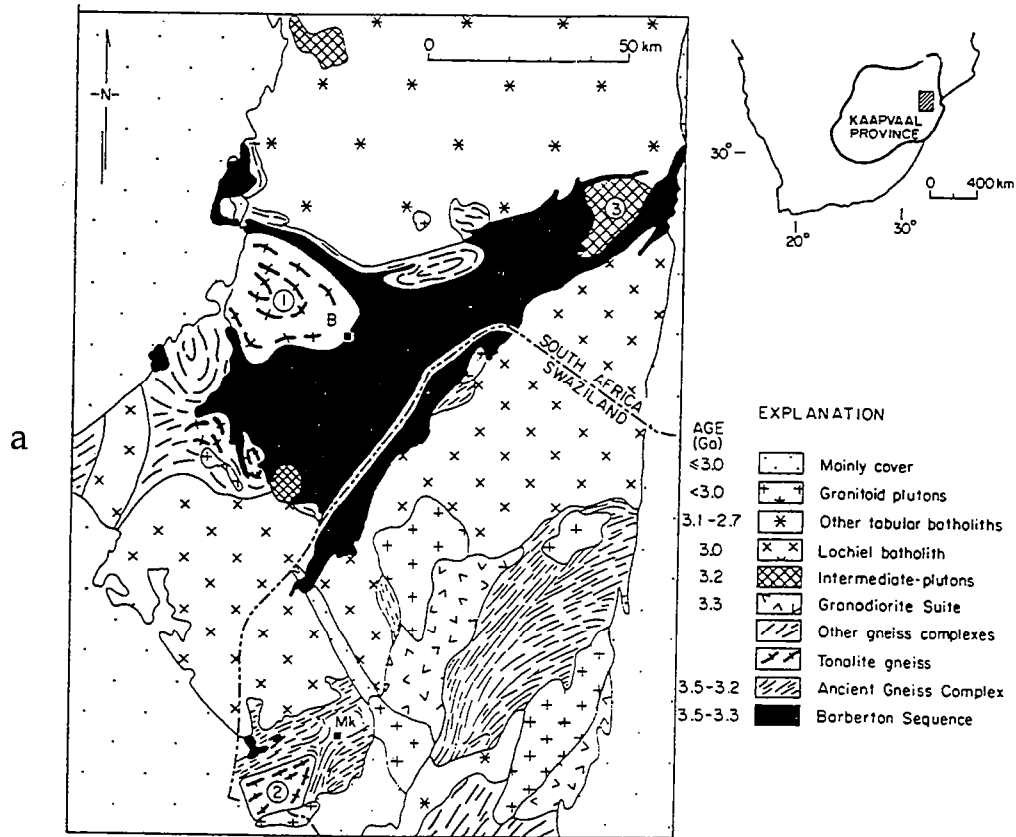 a
-N-
0 50 km
1
B
3
SOUTH AFRICA
SWAZILAND
Mk
2
KAAPVAAL
PROVINCE
30°
20°
30°
0 400 km
EXPLANATION
AGE
(Ga)
≤3.0 Mainly cover
<3.0 Granitoid plutons
3.1-2.7 Other tabular batholiths
3.0 Lochiel batholith
3.2 Intermediate-plutons
3.3 Granodiorite Suite
Other gneiss complexes
Tonalite gneiss
3.5-3.2 Ancient Gneiss Complex
3.5-3.3 Barberton Sequence